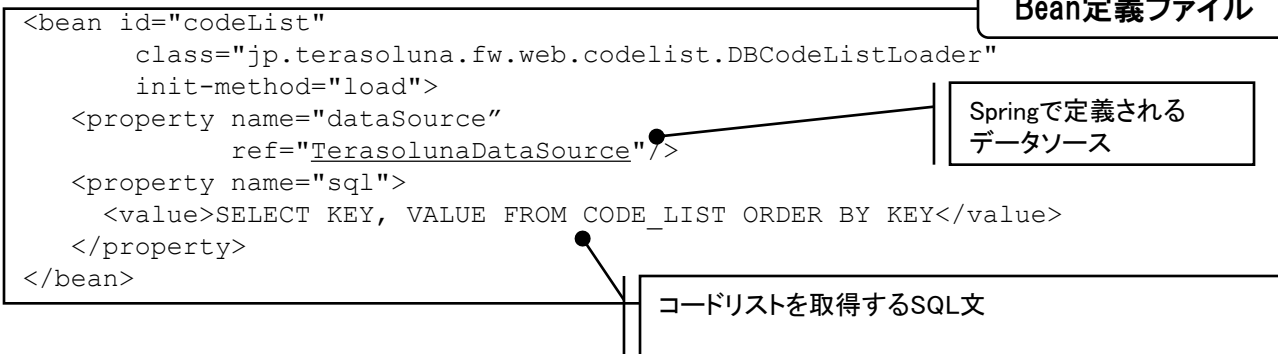 Bean定義ファイル
<bean id="codeList"
class="jp.terasoluna.fw.web.codelist.DBCodeListLoader"
init-method="load">
<property name="dataSource”
ref="TerasolunaDataSource"/>
<property name="sql">
<value>SELECT KEY, VALUE FROM CODE_LIST ORDER BY KEY</value>
</property>
</bean>
Springで定義される
データソース
コードリストを取得するSQL文